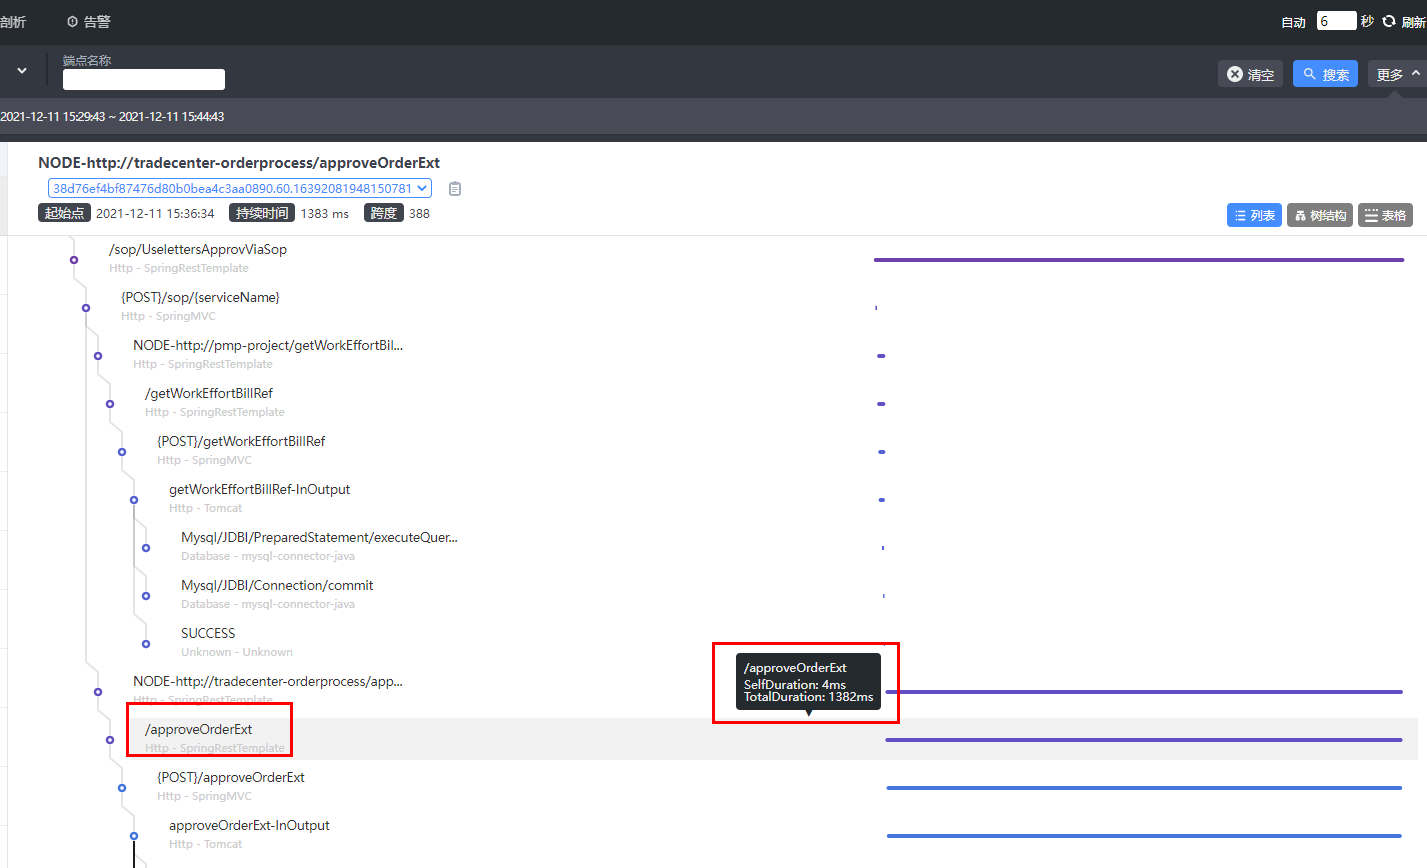 剖析
告警
自动
6
秒
刷新
端点名称
清空
搜索
更多
2021-12-11 15:29:43 ~ 2021-12-11 15:44:43
NODE-http://tradecenter-orderprocess/approveOrderExt
38d76ef4bf87476d80b0bea4c3aa0890.60.16392081948150781
起始点 2021-12-11 15:36:34 持续时间 1383 ms 跨度 388
列表
树结构
表格
/sop/UselettersApprovViaSop
Http - SpringRestTemplate
{POST}/sop/{serviceName}
Http - SpringMVC
NODE-http://pmp-project/getWorkEffortBil...
Http - SpringRestTemplate
/getWorkEffortBillRef
Http - SpringRestTemplate
{POST}/getWorkEffortBillRef
Http - SpringMVC
getWorkEffortBillRef-InOutput
Http - Tomcat
Mysql/JDBI/PreparedStatement/executeQuer...
Database - mysql-connector-java
Mysql/JDBI/Connection/commit
Database - mysql-connector-java
SUCCESS
Unknown - Unknown
/approveOrderExt
SelfDuration: 4ms
TotalDuration: 1382ms
NODE-http://tradecenter-orderprocess/app...
Http - SpringRestTemplate
/approveOrderExt
Http - SpringRestTemplate
{POST}/approveOrderExt
Http - SpringMVC
approveOrderExt-InOutput
Http - Tomcat